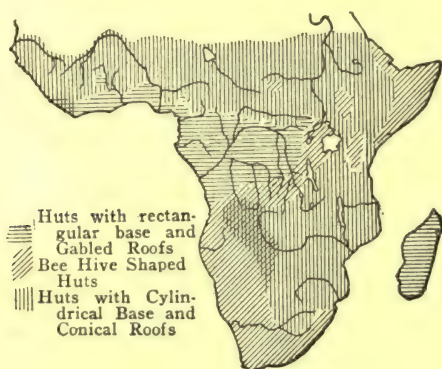 Huts with rectan-
gular base and
Gabled Roofs
Bee Hive Shaped
Huts
Huts with Cylin-
drical Base and
Conical Roofs